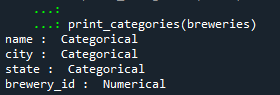 ...:
...: print_categories(breweries)
name :  Categorical
city :  Categorical
state :  Categorical
brewery_id :  Numerical